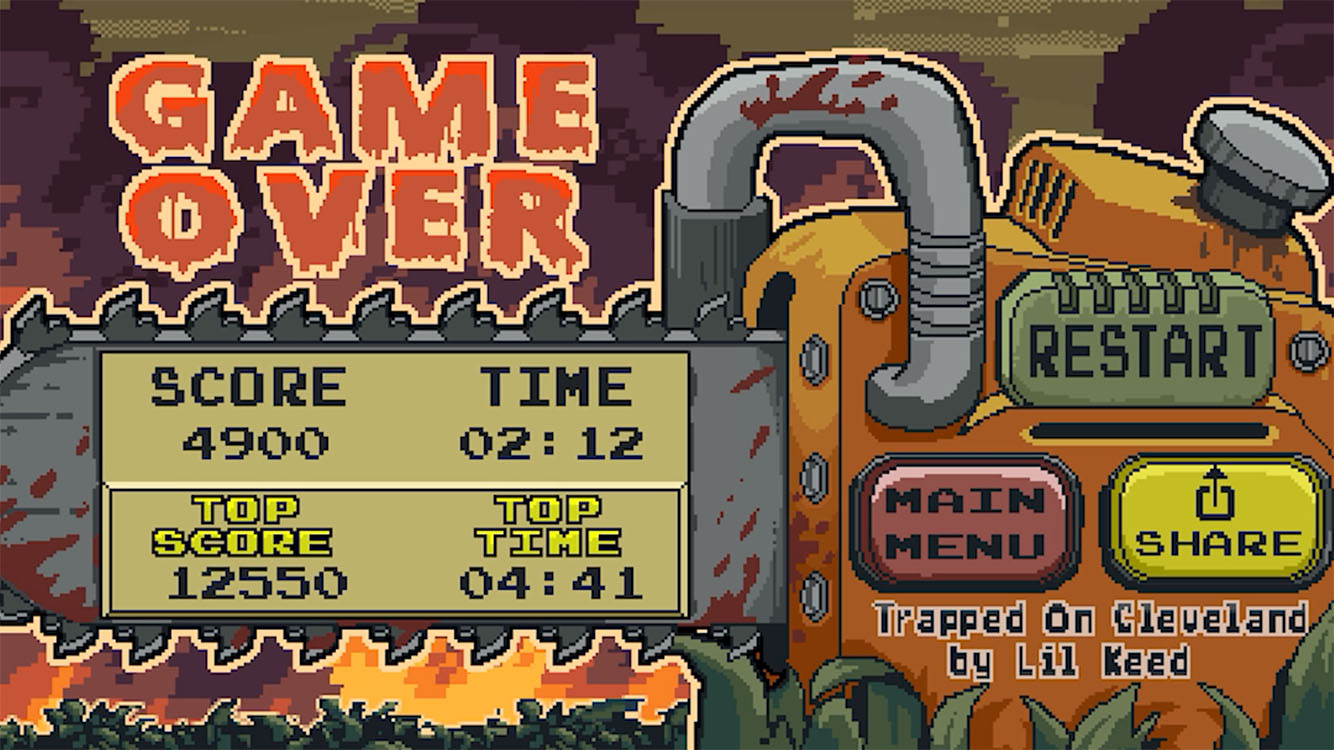 GAME
OVER
SCORE TIME
4900 02:12
TOP TOP
SCORE TIME
12550 04:41
RESTART
MAIN
MENU
SHARE
Trapped On Cleveland
by Lil Keed